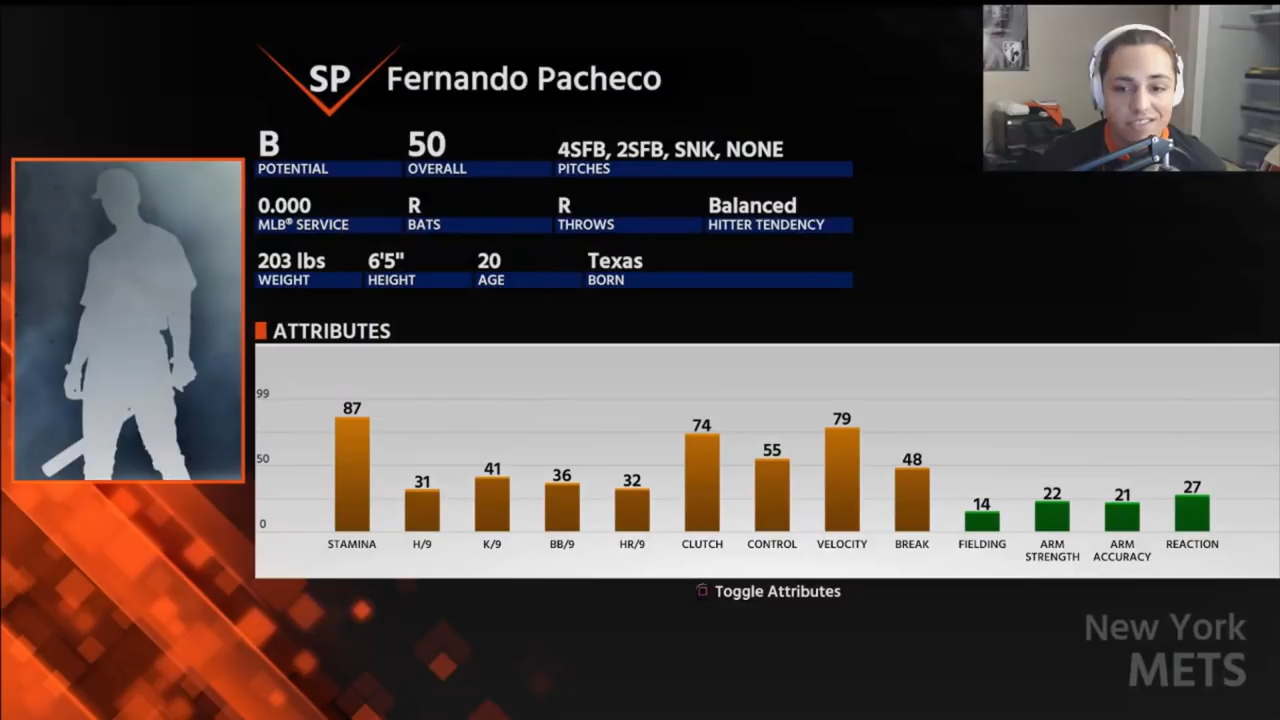 SP Fernando Pacheco
B 50 4SFB, 2SFB, SNK, NONE
POTENTIAL OVERALL PITCHES
0.000 R R Balanced
MLB® SERVICE BATS THROWS HITTER TENDENCY
203 lbs 6'5" 20 Texas
WEIGHT HEIGHT AGE BORN
ATTRIBUTES
99
50
0
87 31 41 36 32 74 55 79 48 14 22 21 27
STAMINA H/9 K/9 BB/9 HR/9 CLUTCH CONTROL VELOCITY BREAK FIELDING ARM STRENGTH ARM ACCURACY REACTION
Toggle Attributes
New York
METS